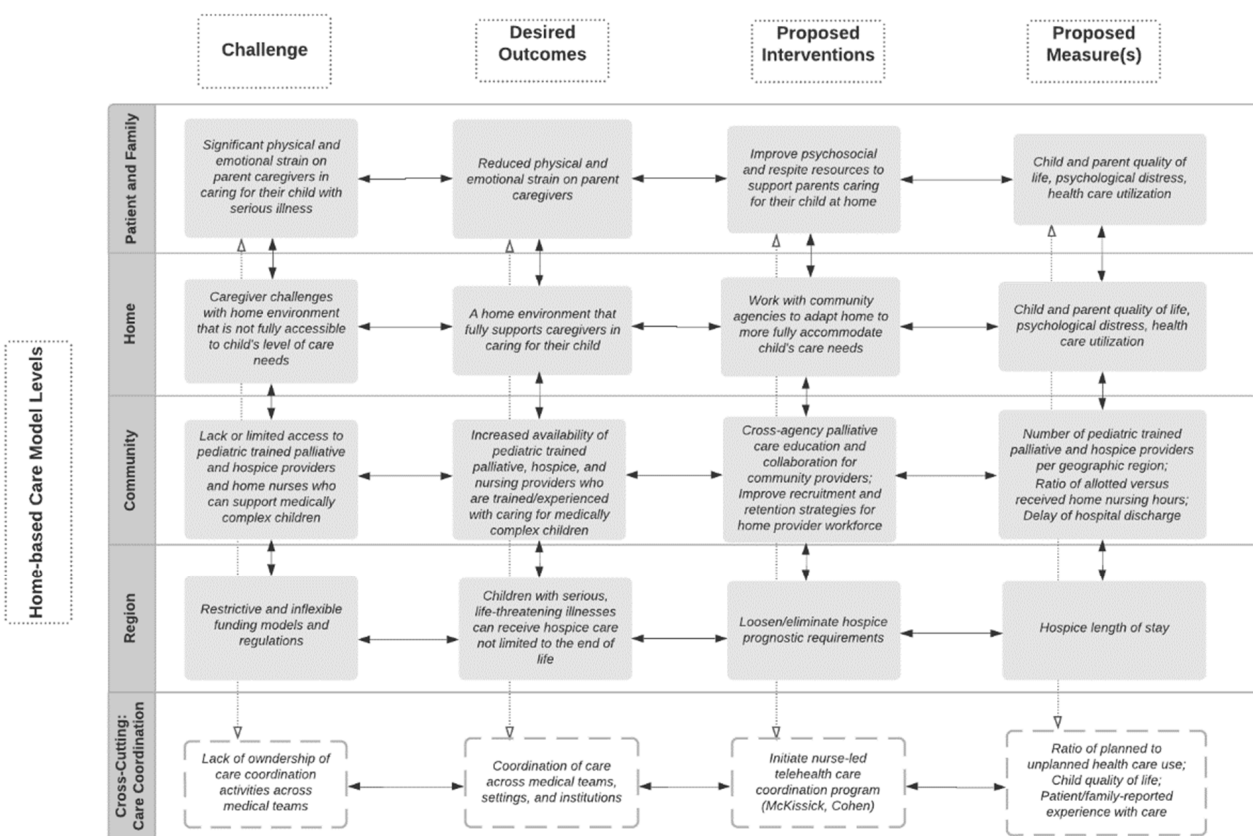 Challenge
Desired
Outcomes
Proposed
Interventions
Proposed
Measure(s)
Home-based Care Model Levels
Patient and Family
Significant physical and
emotional strain on
parent caregivers in
caring for their child with
serious illness
Reduced physical and
emotional strain on parent
caregivers
Improve psychosocial
and respite resources to
support parents caring
for their child at home
Child and parent quality of
life, psychological distress,
health care utilization
Home
Caregiver challenges
with home environment
that is not fully accessible
to child's level of care
needs
A home environment that
fully supports caregivers in
caring for their child
Work with community
agencies to adapt home to
more fully accommodate
child's care needs
Child and parent quality of life,
psychological distress, health
care utilization
Community
Lack or limited access to
pediatric trained palliative
and hospice providers
and home nurses who
can support medically
complex children
Increased availability of
pediatric trained
palliative, hospice, and
nursing providers who
are trained/experienced
with caring for medically
complex children
Cross-agency palliative
care education and
collaboration for
community providers;
Improve recruitment and
retention strategies for
home provider workforce
Number of pediatric trained
palliative and hospice providers
per geographic region;
Ratio of allotted versus
received home nursing hours;
Delay of hospital discharge
Region
Restrictive and inflexible
funding models and
regulations
Children with serious,
life-threatening illnesses
can receive hospice care
not limited to the end of
life
Loosen/eliminate hospice
prognostic requirements
Hospice length of stay
Cross-Cutting:
Care Coordination
Lack of owndership of
care coordination
activities across
medical teams
Coordination of care
across medical teams,
settings, and institutions
Initiate nurse-led
telehealth care
coordination program
(McKissick, Cohen)
Ratio of planned to
unplanned health care use;
Child quality of life;
Patient/family-reported
experience with care